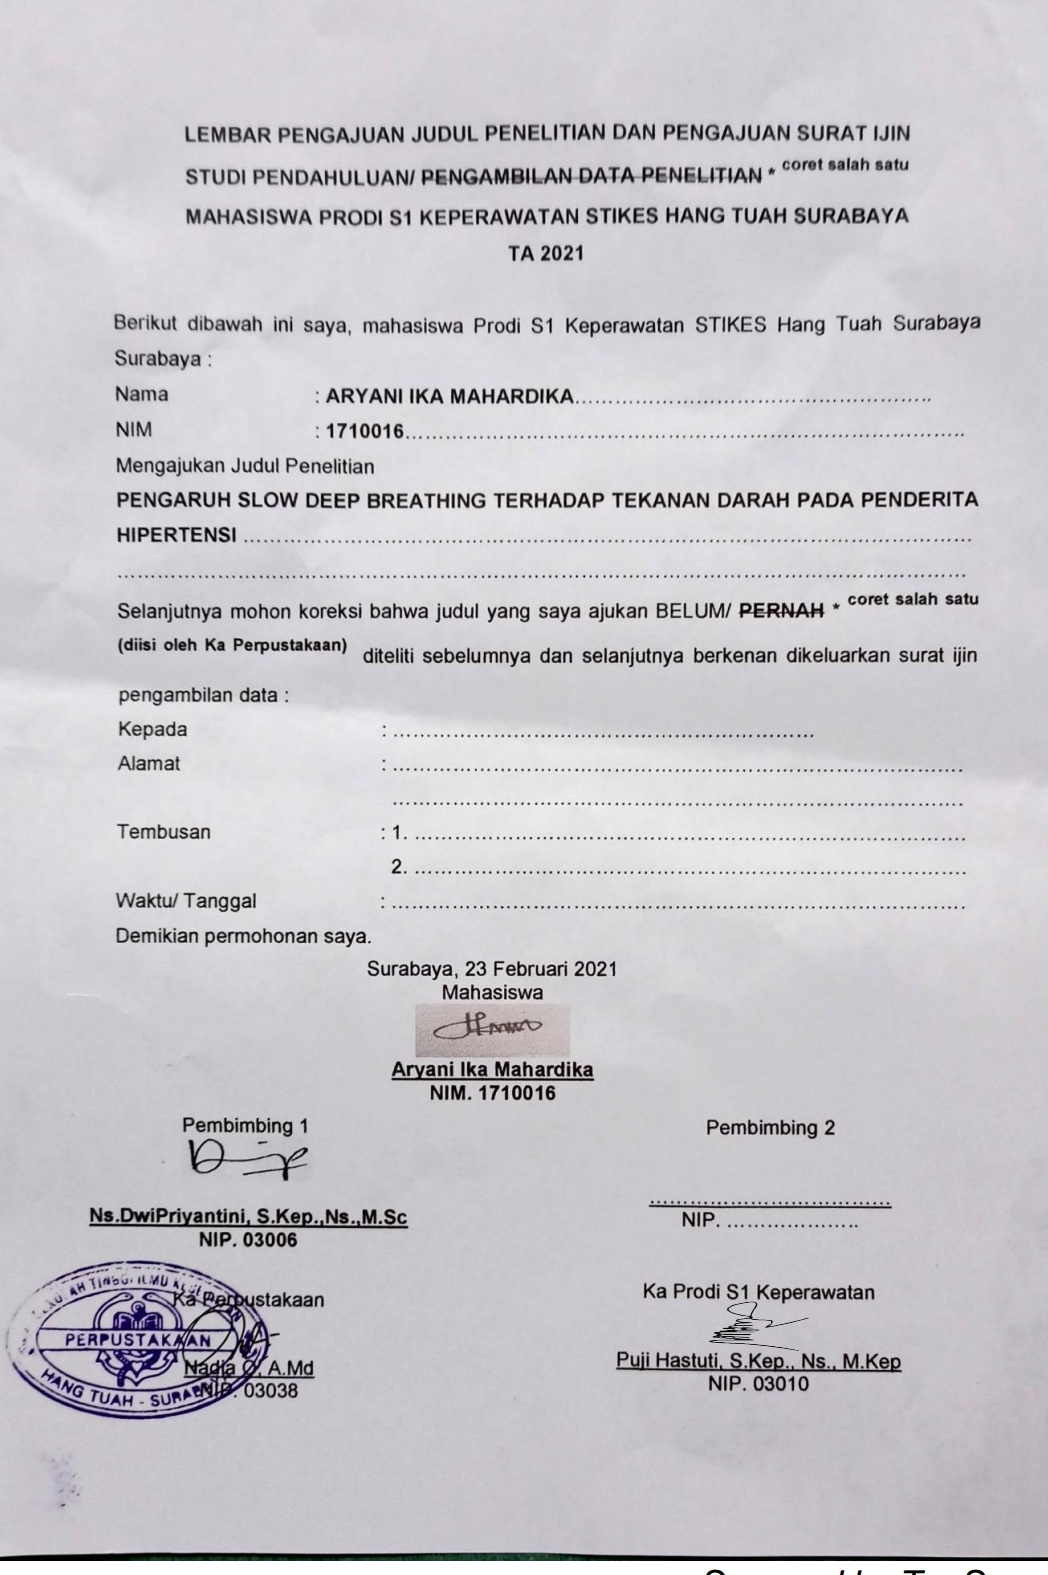 LEMBAR PENGAJUAN JUDUL PENELITIAN DAN PENGAJUAN SURAT IJIN
STUDI PENDAHULUAN/ PENGAMBILAN DATA PENELITIAN * coret salah satu
MAHASISWA PRODI S1 KEPERAWATAN STIKES HANG TUAH SURABAYA
TA 2021
Berikut dibawah ini saya, mahasiswa Prodi S1 Keperawatan STIKES Hang Tuah Surabaya
Surabaya :
Nama : ARYANI IKA MAHARDIKA
NIM : 1710016
Mengajukan Judul Penelitian
PENGARUH SLOW DEEP BREATHING TERHADAP TEKANAN DARAH PADA PENDERITA
HIPERTENSI
Selanjutnya mohon koreksi bahwa judul yang saya ajukan BELUM/ PERNAH * coret salah satu
(diisi oleh Ka Perpustakaan) diteliti sebelumnya dan selanjutnya berkenan dikeluarkan surat ijin
pengambilan data :
Kepada :
Alamat :
Tembusan : 1.
2.
Waktu/ Tanggal :
Demikian permohonan saya.
Surabaya, 23 Februari 2021
Mahasiswa
Aryani Ika Mahardika
NIM. 1710016
Pembimbing 1 Pembimbing 2
Ns.DwiPriyantini, S.Kep.,Ns.,M.Sc
NIP. 03006
NIP.
Ka Perpustakaan
Nadia O, A.Md
NIP. 03038
PERPUSTAKAAN
HANG TUAH - SURABAYA
Ka Prodi S1 Keperawatan
Puji Hastuti, S.Kep., Ns., M.Kep
NIP. 03010